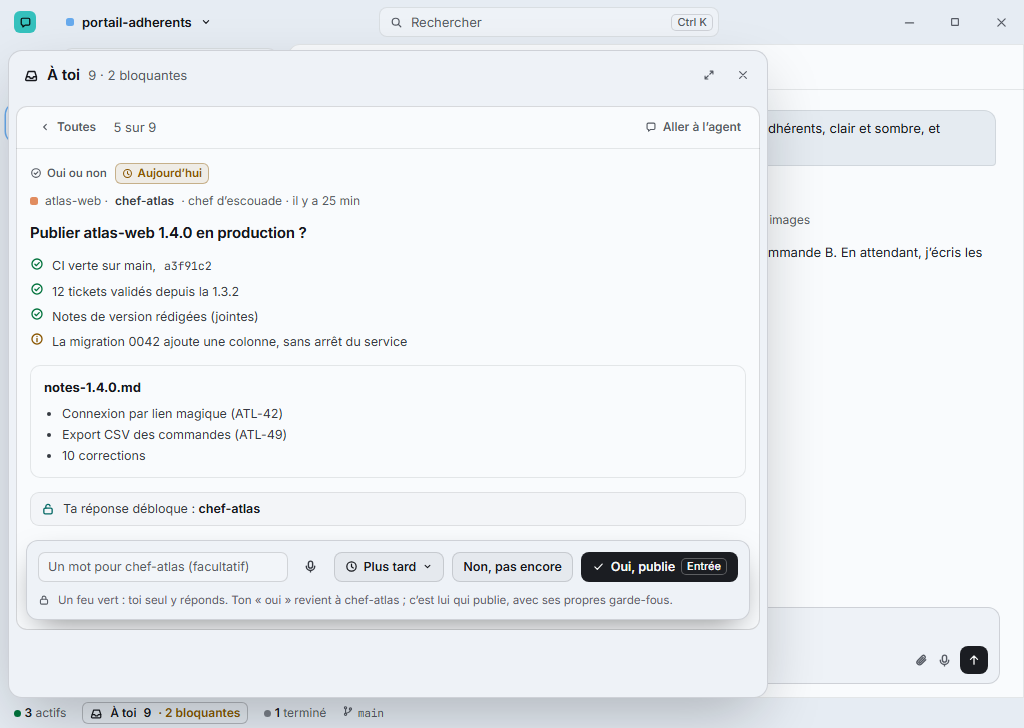 portail-adherents
Rechercher
Ctrl K
À toi 9 · 2 bloquantes
Toutes 5 sur 9
Aller à l’agent
dhérents, clair et sombre, et
Oui ou non Aujourd’hui
atlas-web · chef-atlas · chef d’escouade · il y a 25 min
images
Publier atlas-web 1.4.0 en production ?
mmande B. En attendant, j’écris les
CI verte sur main, a3f91c2
12 tickets validés depuis la 1.3.2
Notes de version rédigées (jointes)
La migration 0042 ajoute une colonne, sans arrêt du service
notes-1.4.0.md
• Connexion par lien magique (ATL-42)
• Export CSV des commandes (ATL-49)
• 10 corrections
Ta réponse débloque : chef-atlas
Un mot pour chef-atlas (facultatif)
Plus tard
Non, pas encore
Oui, publie Entrée
Un feu vert : toi seul y réponds. Ton « oui » revient à chef-atlas ; c’est lui qui publie, avec ses propres garde-fous.
3 actifs
À toi 9 · 2 bloquantes
1 terminé
main